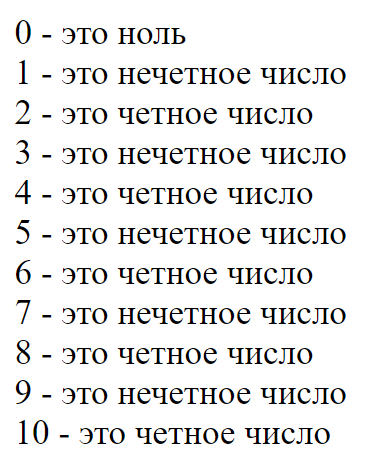 0 - это ноль
1 - это нечетное число
2 - это четное число
3 - это нечетное число
4 - это четное число
5 - это нечетное число
6 - это четное число
7 - это нечетное число
8 - это четное число
9 - это нечетное число
10 - это четное число